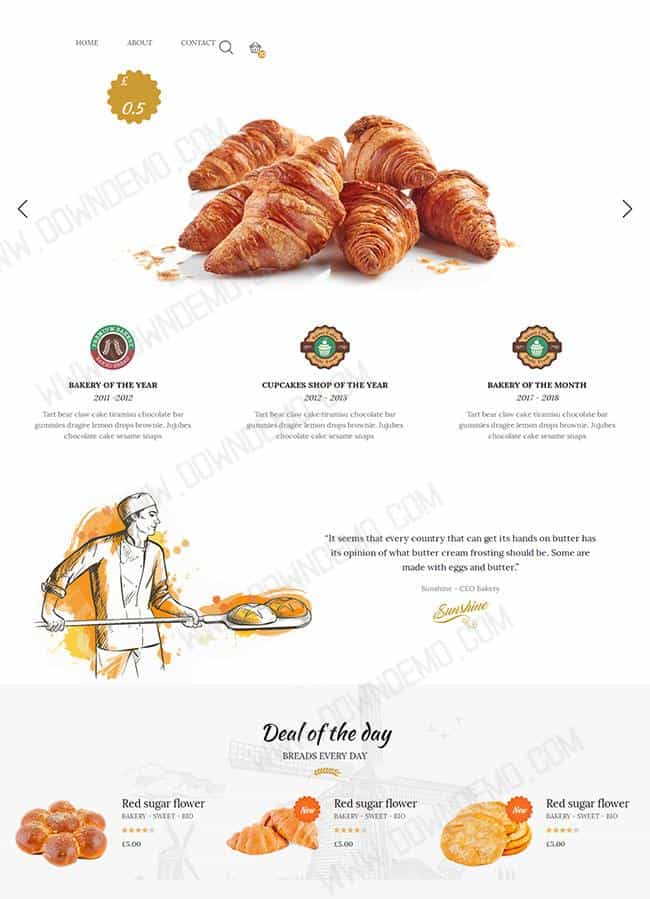 HOME ABOUT CONTACT
£
0.5
BAKERY OF THE YEAR
2011 -2012
Tart bear claw cake tiramisu chocolate bar
gummies dragée lemon drops brownie. Jujubes
chocolate cake sesame snaps
CUPCAKES SHOP OF THE YEAR
2012 - 2015
Tart bear claw cake tiramisu chocolate bar
gummies dragée lemon drops brownie. Jujubes
chocolate cake sesame snaps
BAKERY OF THE MONTH
2017 - 2018
Tart bear claw cake tiramisu chocolate bar
gummies dragée lemon drops brownie. Jujubes
chocolate cake sesame snaps
“It seems that every country that can get its hands on butter has
its opinion of what butter cream frosting should be. Some are
made with eggs and butter.”
Sunshine - CEO Bakery
Sunshine
Deal of the day
BREADS EVERY DAY
Red sugar flower
BAKERY - SWEET - BIO
£5.00
New
Red sugar flower
BAKERY - SWEET - BIO
£5.00
New
Red sugar flower
BAKERY - SWEET - BIO
£5.00
WWW.DOWNDEMO.COM